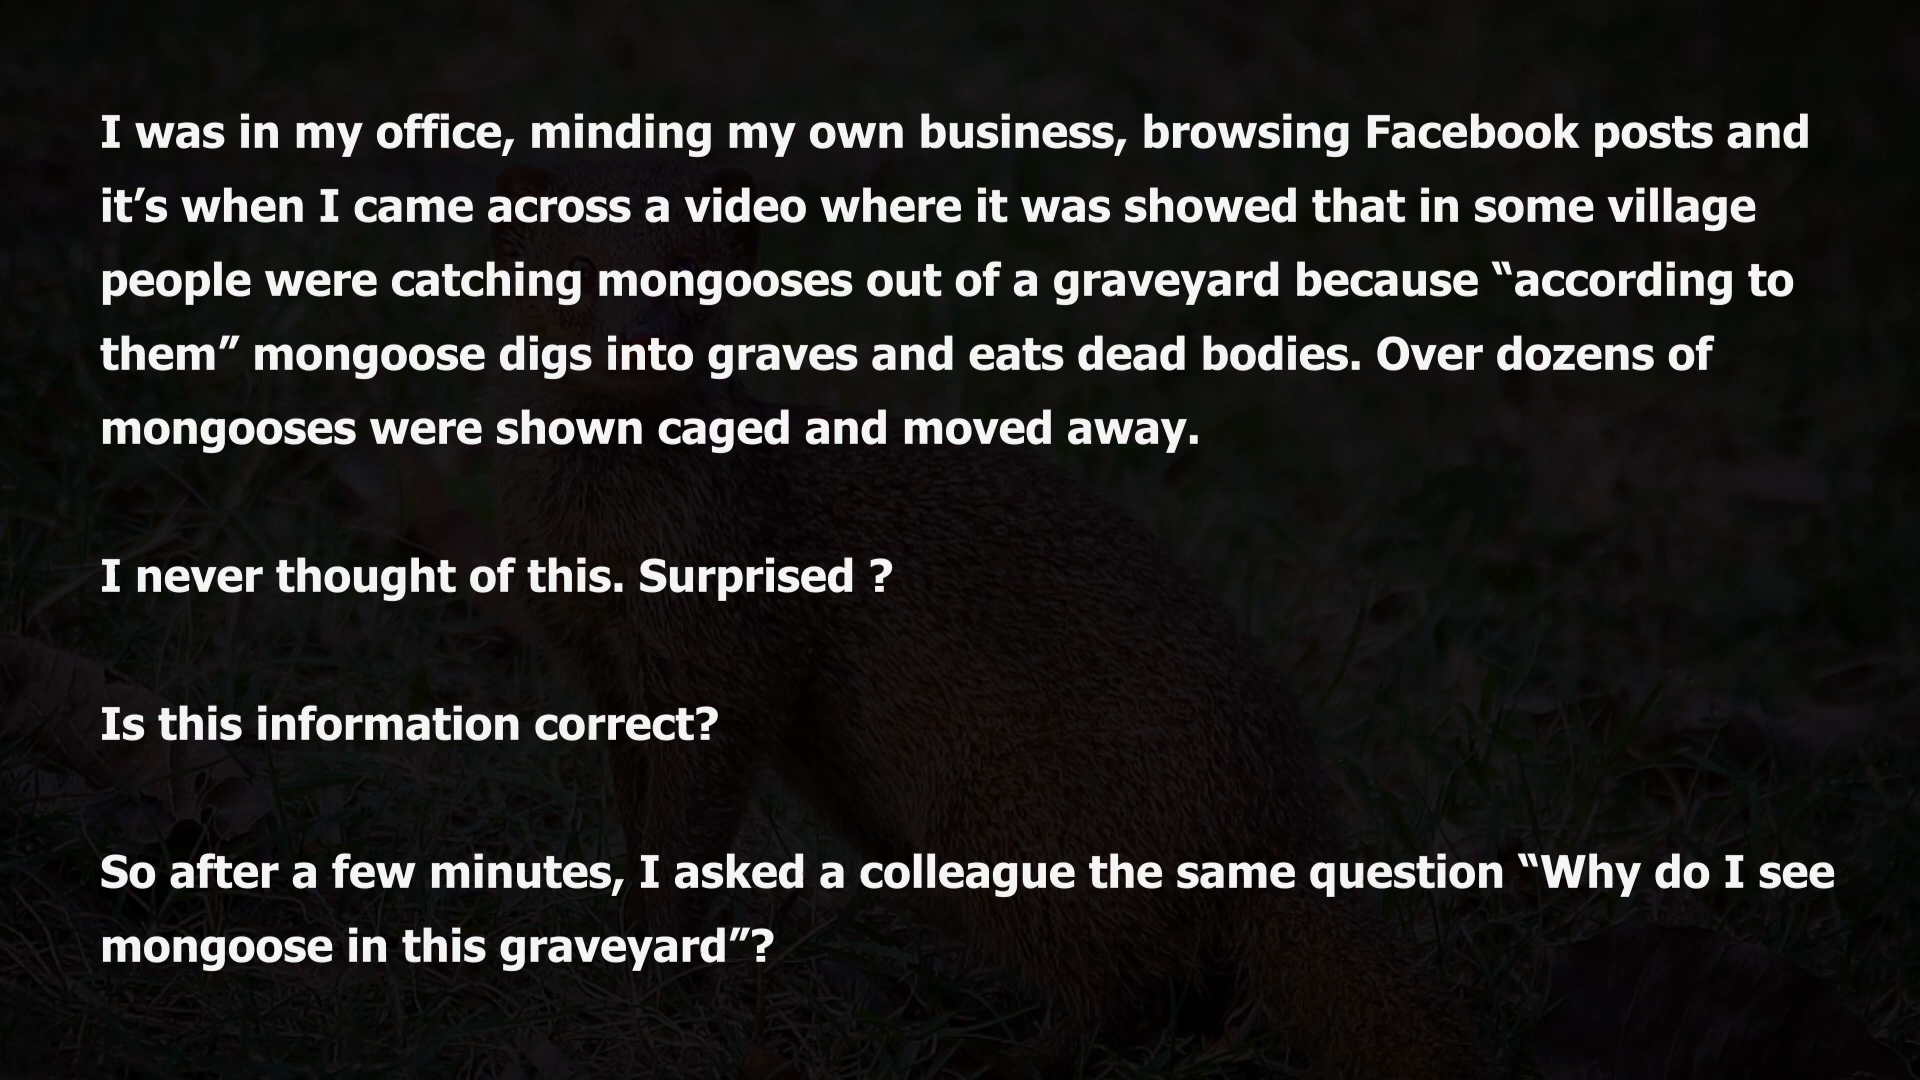 I was in my office, minding my own business, browsing Facebook posts and
it’s when I came across a video where it was showed that in some village
people were catching mongooses out of a graveyard because “according to
them” mongoose digs into graves and eats dead bodies. Over dozens of
mongooses were shown caged and moved away.
I never thought of this. Surprised ?
Is this information correct?
So after a few minutes, I asked a colleague the same question “Why do I see
mongoose in this graveyard”?